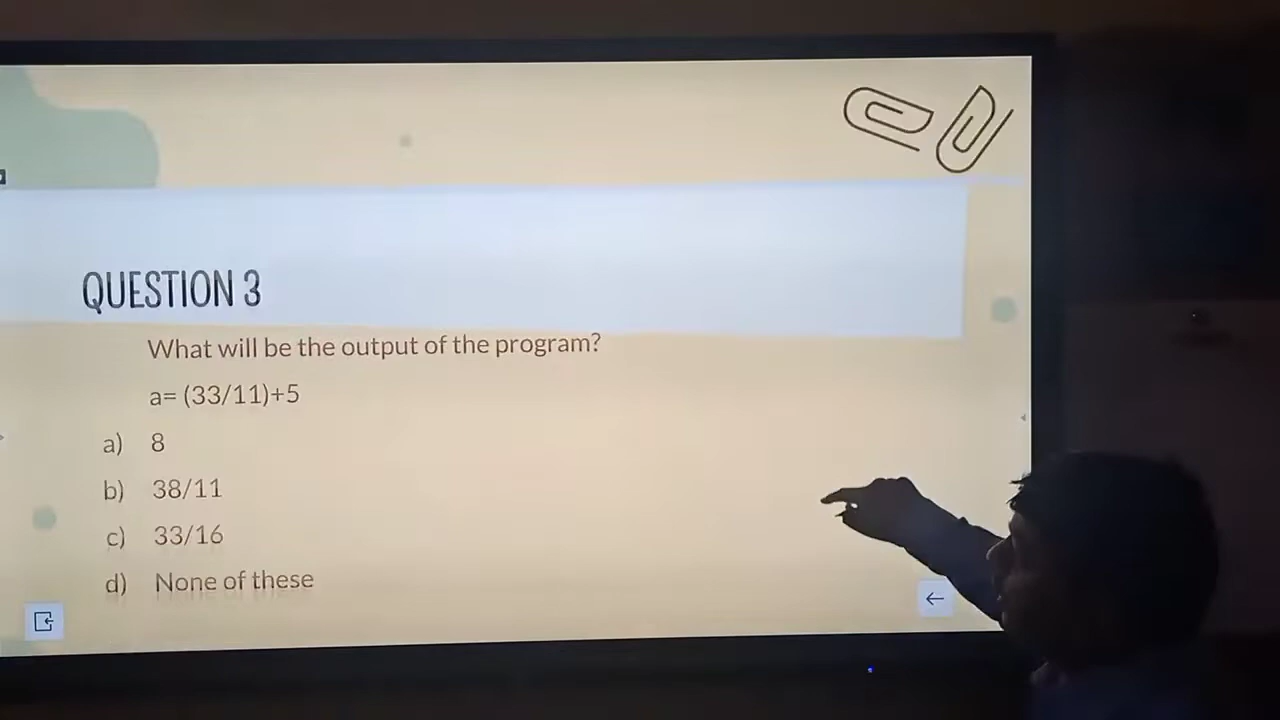 QUESTION 3
What will be the output of the program?
a= (33/11)+5
a) 8
b) 38/11
c) 33/16
d) None of these